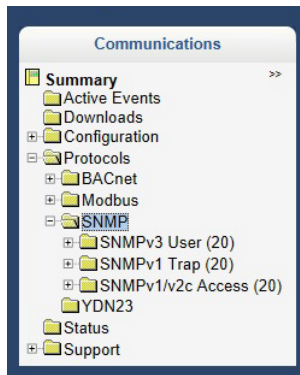 Communications
Summary >>
Active Events
Downloads
Configuration
Protocols
BACnet
Modbus
SNMP
SNMPv3 User (20)
SNMPv1 Trap (20)
SNMPv1/v2c Access (20)
YDN23
Status
Support